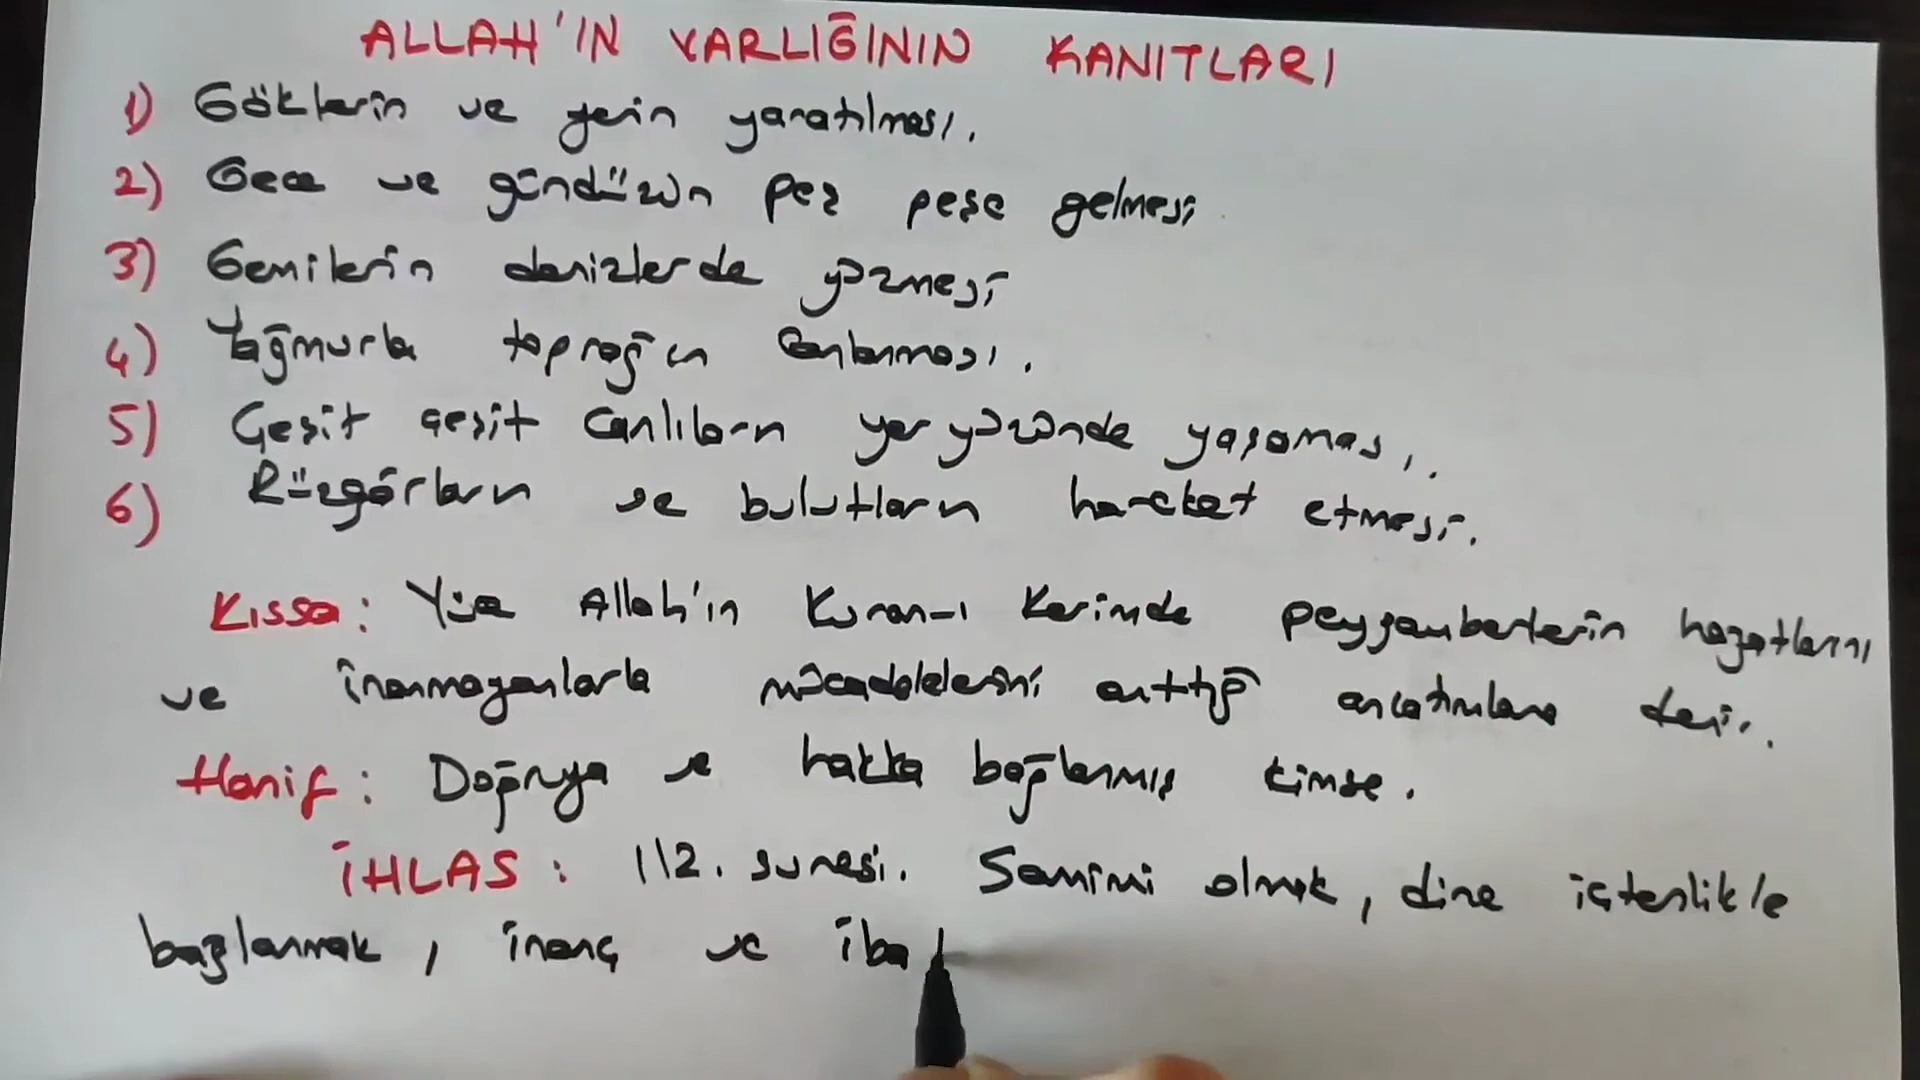 ALLAH'IN VARLIĞININ KANITLARI
1) Göklerin ve yerin yaratılması.
2) Gece ve gündüzün peş peşe gelmesi
3) Gemilerin denizlerde yüzmesi
4) Yağmurla toprağın canlanması.
5) Çeşit çeşit canlıların yer yüzünde yaşaması.
6) Rüzgârların ve bulutların hareket etmesi.
Kıssa: Yüce Allah'ın Kuran-ı Kerimde peygamberlerin hayatlarını
ve inanmayanlarla mücadelelerini anlatımlara denir.
Hanif: Doğruya ve hakka bağlanmış kimse.
İHLAS: 112. suresi. Samimi olmak, dine içtenlikle
bağlanmak, inanç ve iba